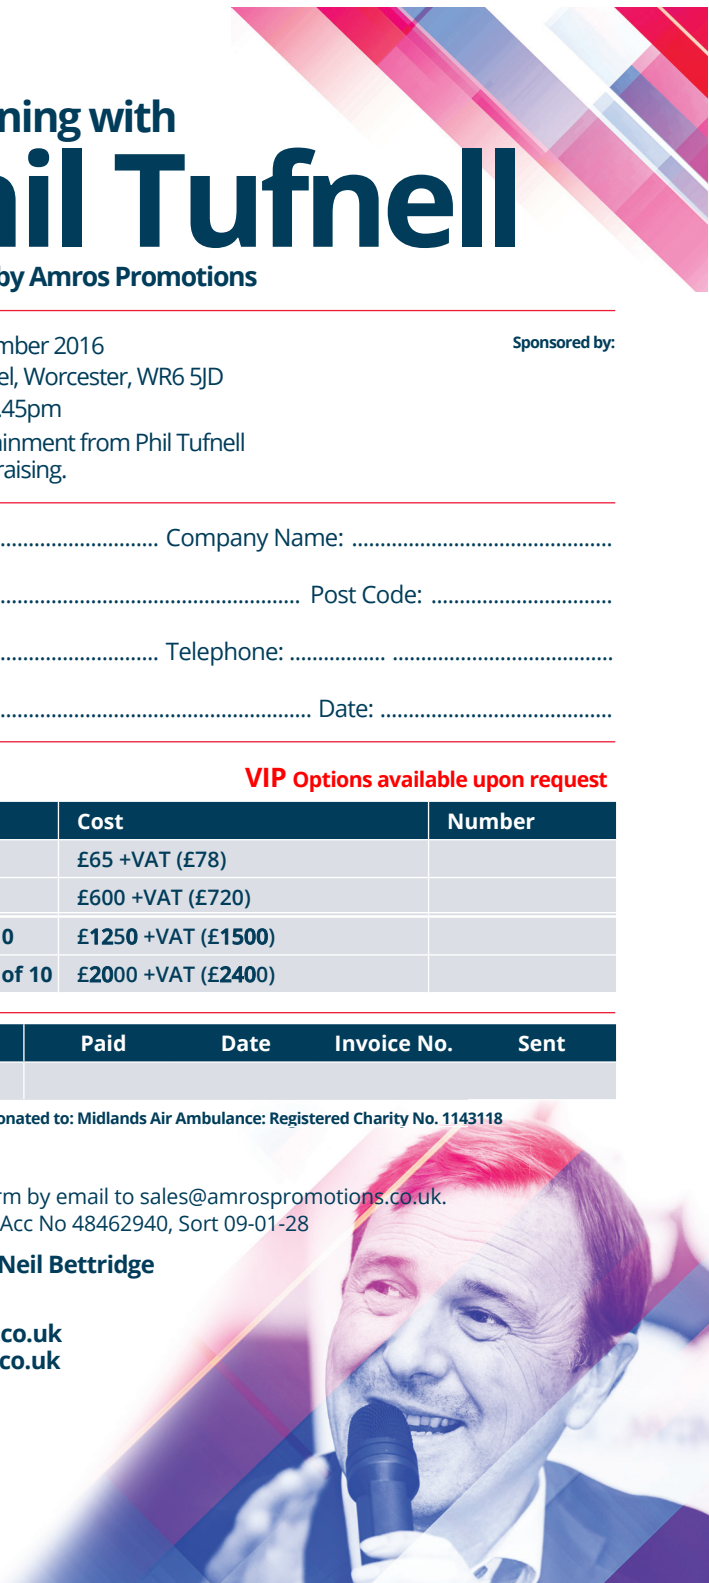 ning with
il Tufnell
by Amros Promotions
mber 2016
Sponsored by:
el, Worcester, WR6 5JD
.45pm
ainment from Phil Tufnell
raising.
................................ Company Name: ................................
................................ Post Code: ................................
................................ Telephone: ................ ................................
................................ Date: ................................
VIP Options available upon request
Cost Number
£65 +VAT (£78)
£600 +VAT (£720)
0 £1250 +VAT (£1500)
of 10 £2000 +VAT (£2400)
Paid Date Invoice No. Sent
onated to: Midlands Air Ambulance: Registered Charity No. 1143118
rm by email to sales@amrospromotions.co.uk.
Acc No 48462940, Sort 09-01-28
Neil Bettridge
co.uk
co.uk